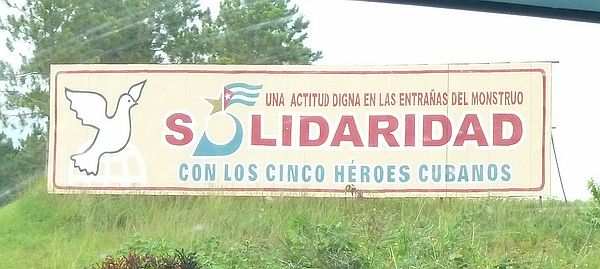 UNA ACTITUD DIGNA EN LAS ENTRAÑAS DEL MONSTRUO
SOLIDARIDAD
CON LOS CINCO HÉROES CUBANOS